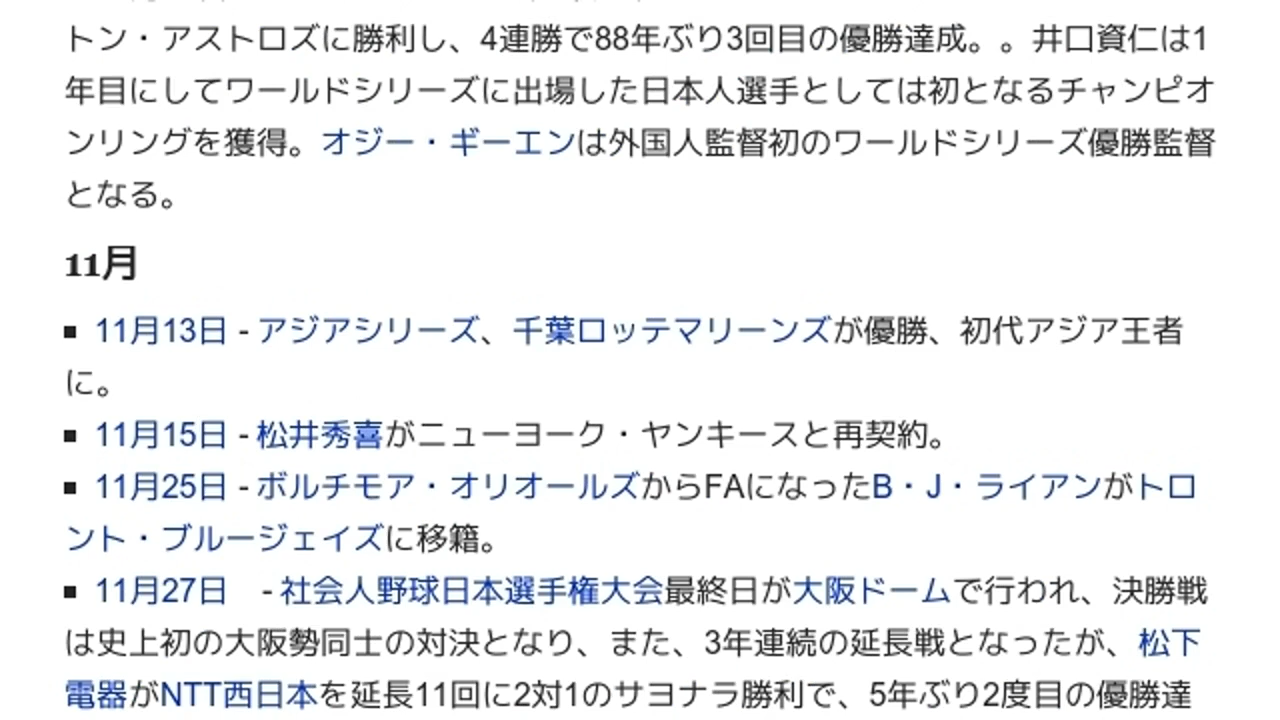 トン・アストロズに勝利し、4連勝で88年ぶり3回目の優勝達成。。井口資仁は1
年目にしてワールドシリーズに出場した日本人選手としては初となるチャンピオ
ンリングを獲得。オジー・ギーエンは外国人監督初のワールドシリーズ優勝監督
となる。
11月
▪ 11月13日 - アジアシリーズ、千葉ロッテマリーンズが優勝、初代アジア王者
に。
▪ 11月15日 - 松井秀喜がニューヨーク・ヤンキースと再契約。
▪ 11月25日 - ボルチモア・オリオールズからFAになったB・J・ライアンがトロ
ント・ブルージェイズに移籍。
▪ 11月27日　- 社会人野球日本選手権大会最終日が大阪ドームで行われ、決勝戦
は史上初の大阪勢同士の対決となり、また、3年連続の延長戦となったが、松下
電器がNTT西日本を延長11回に2対1のサヨナラ勝利で、5年ぶり2度目の優勝達